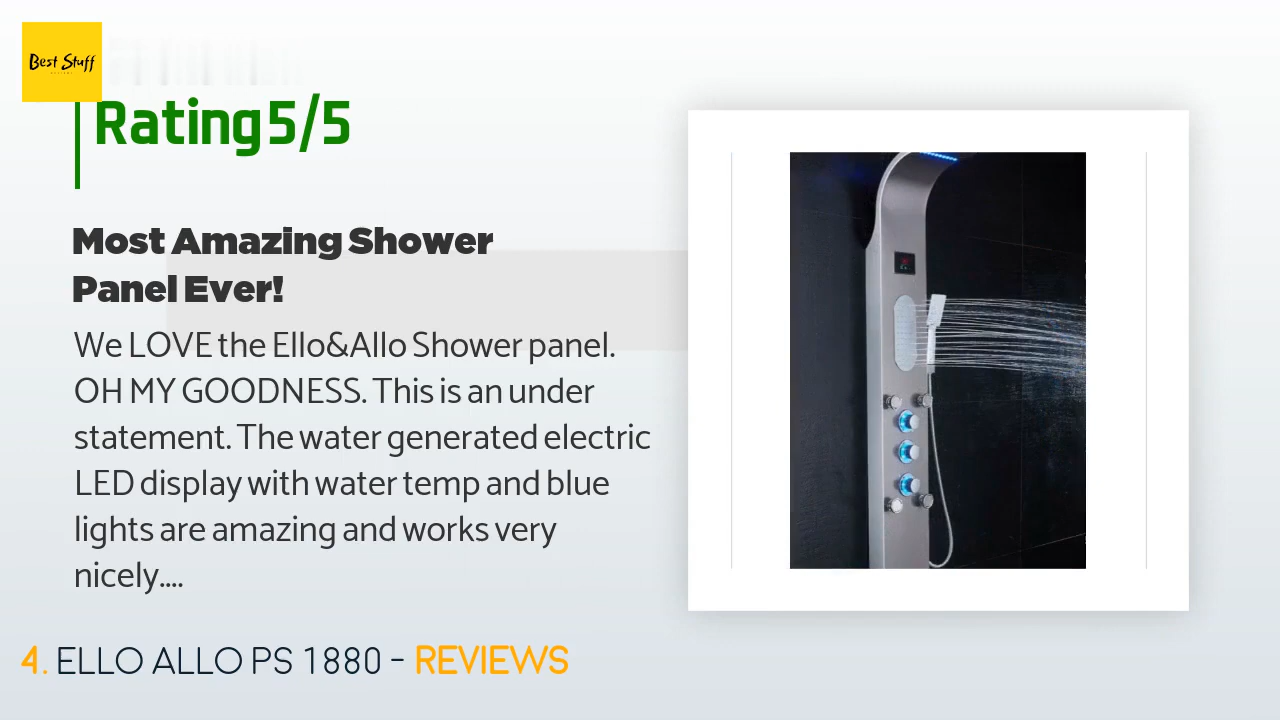 Best Stuff
Rating 5/5
Most Amazing Shower
Panel Ever!
We LOVE the Ello&Allo Shower panel.
OH MY GOODNESS. This is an under
statement. The water generated electric
LED display with water temp and blue
lights are amazing and works very
nicely....
4. ELLO ALLO PS 1880 - REVIEWS